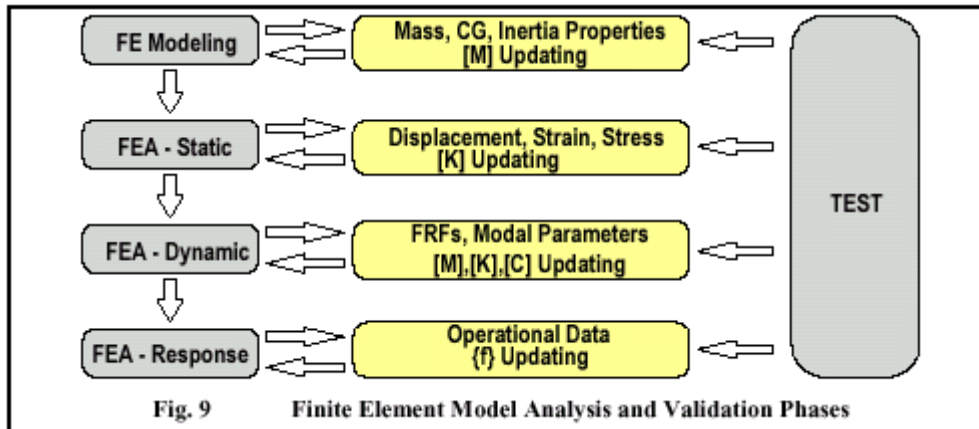 FE Modeling
Mass, CG, Inertia Properties
[M] Updating
FEA - Static
Displacement, Strain, Stress
[K] Updating
TEST
FEA - Dynamic
FRFs, Modal Parameters
[M],[K],[C] Updating
FEA - Response
Operational Data
{f} Updating
Fig. 9 Finite Element Model Analysis and Validation Phases